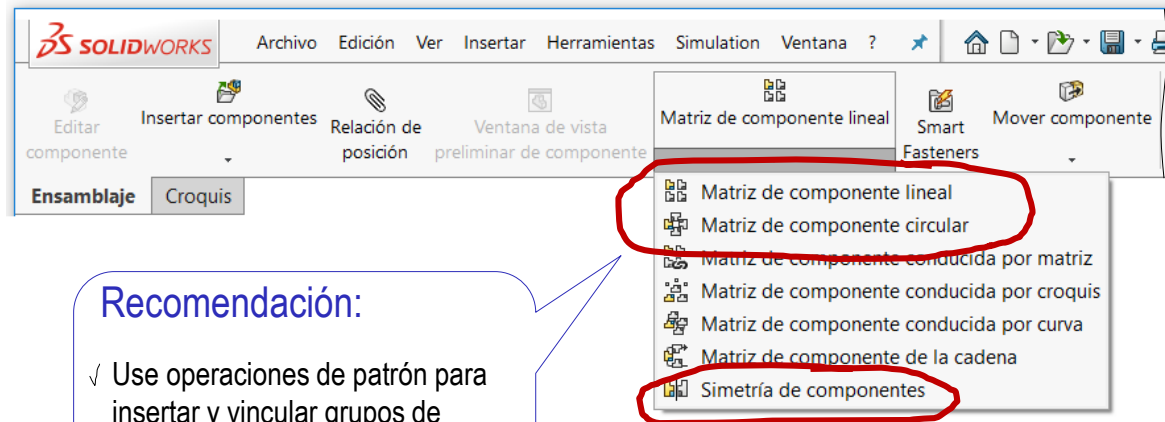 SOLIDWORKS Archivo Edición Ver Insertar Herramientas Simulation Ventana ?
Editar componente
Insertar componentes
Relación de posición
Ventana de vista preliminar de componente
Matriz de componente lineal
Smart Fasteners
Mover componente
Ensamblaje Croquis
Matriz de componente lineal
Matriz de componente circular
Matriz de componente conducida por matriz
Matriz de componente conducida por croquis
Matriz de componente conducida por curva
Matriz de componente de la cadena
Simetría de componentes
Recomendación:
√ Use operaciones de patrón para
insertar y vincular grupos de